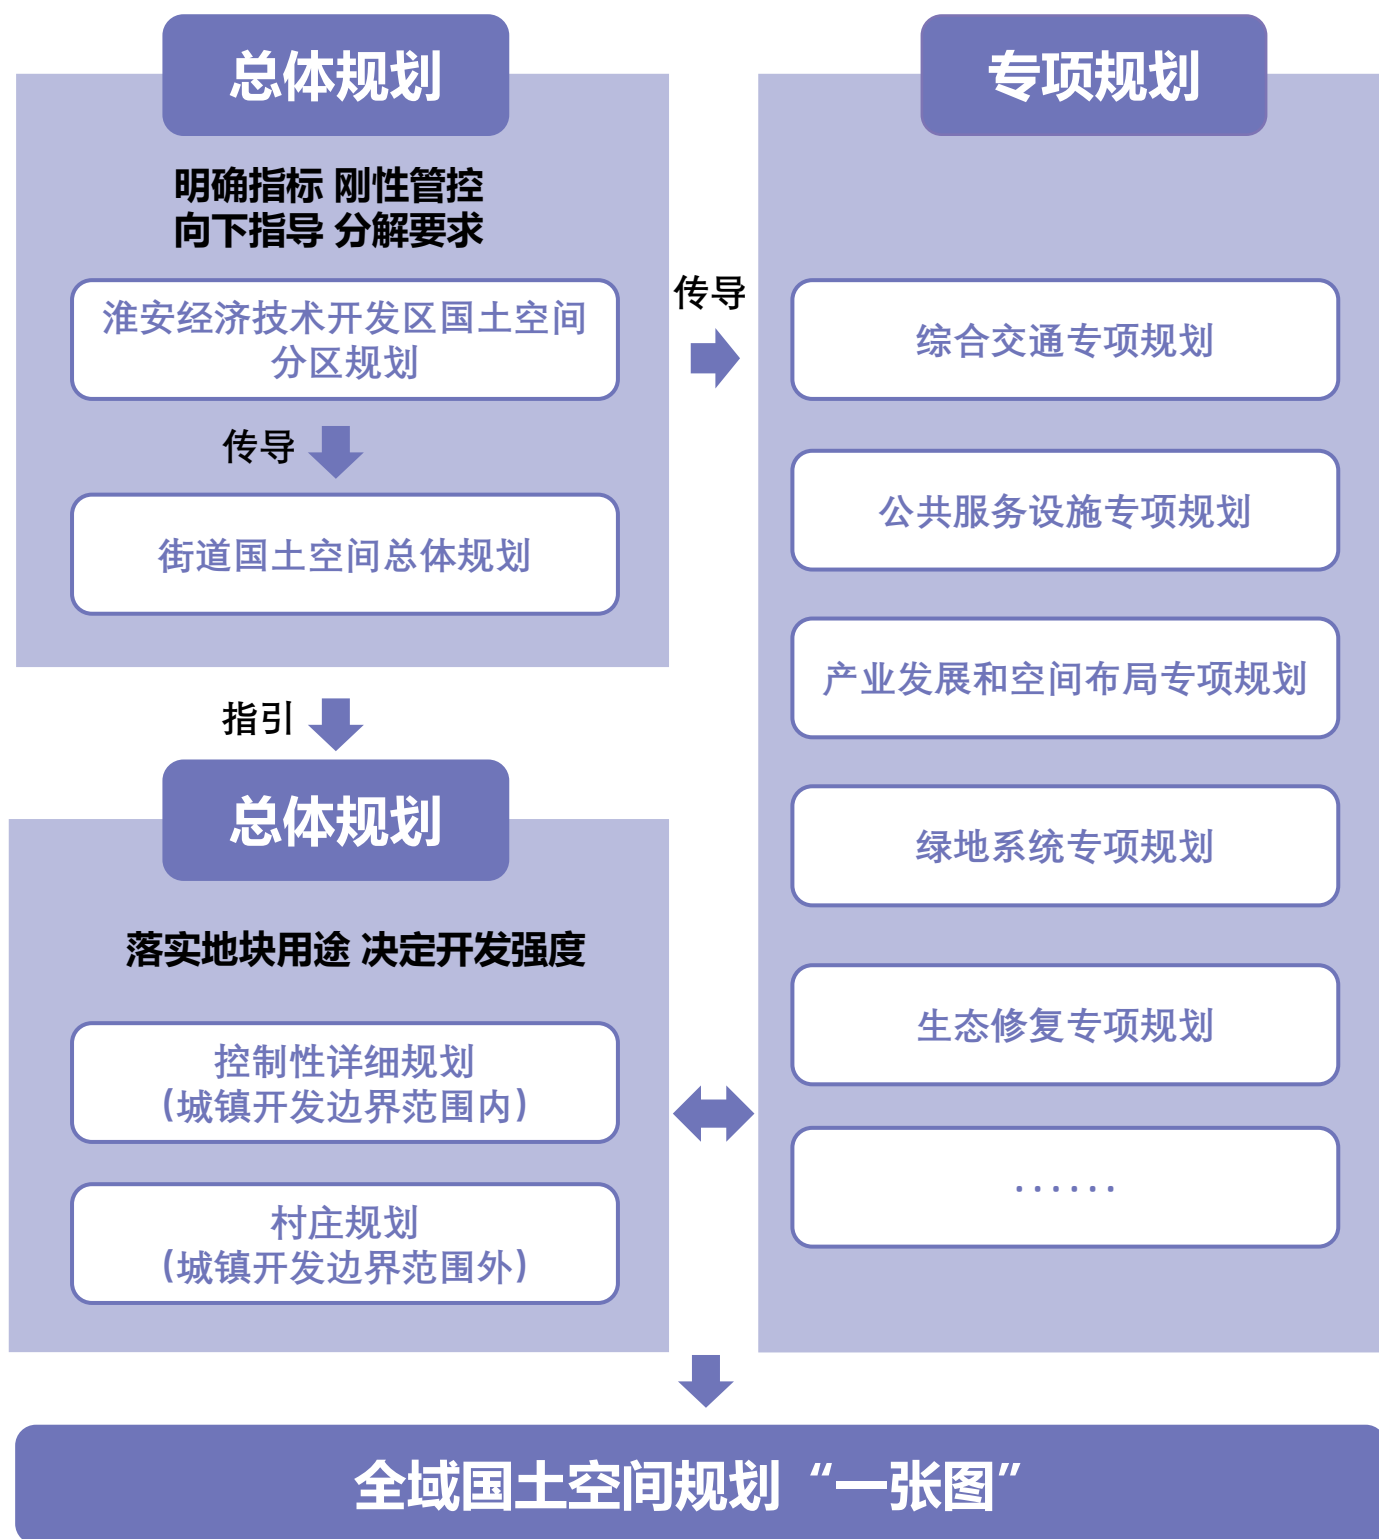 总体规划
明确指标 刚性管控
向下指导 分解要求
淮安经济技术开发区国土空间
分区规划
传导
街道国土空间总体规划
传导
指引
总体规划
落实地块用途 决定开发强度
控制性详细规划
(城镇开发边界范围内)
村庄规划
(城镇开发边界范围外)
专项规划
综合交通专项规划
公共服务设施专项规划
产业发展和空间布局专项规划
绿地系统专项规划
生态修复专项规划
······
全域国土空间规划“一张图”